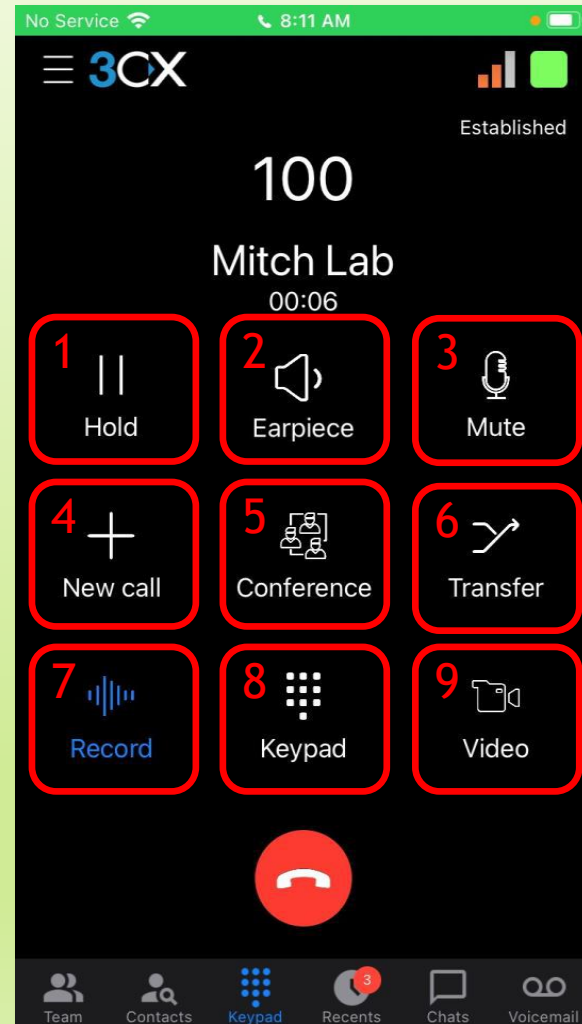 No Service 8:11 AM
3CX
Established
100
Mitch Lab
00:06
1 2 3
Hold Earpiece Mute
4 5 6
New call Conference Transfer
7 8 9
Record Keypad Video
3
Team Contacts Keypad Recents Chats Voicemail